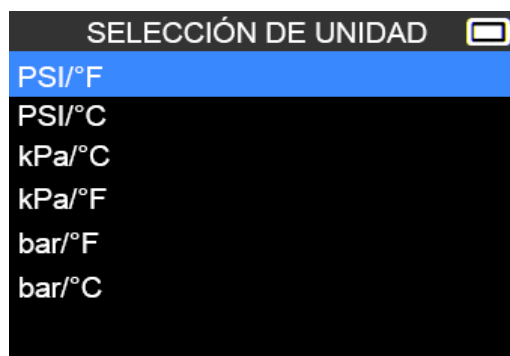 SELECCIÓN DE UNIDAD
PSI/°F
PSI/°C
kPa/°C
kPa/°F
bar/°F
bar/°C